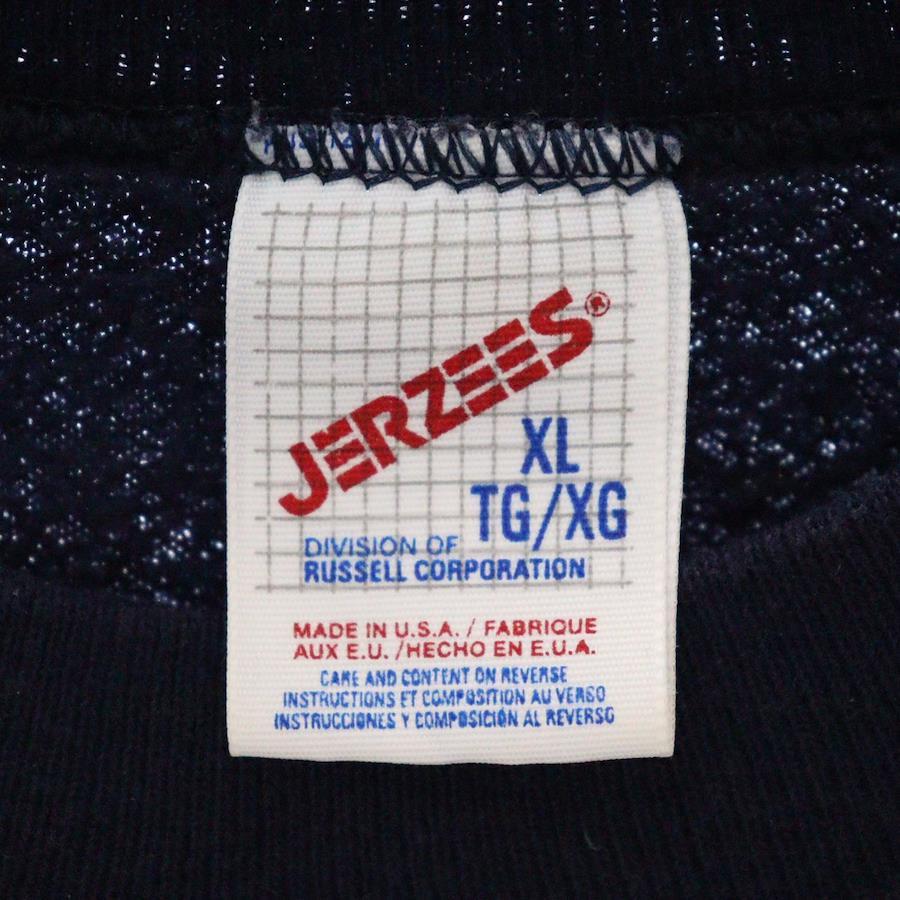 JERZEES®
XL
TG/XG
DIVISION OF
RUSSELL CORPORATION
MADE IN U.S.A. / FABRIQUE
AUX E.U. /HECHO EN E.U.A.
CARE AND CONTENT ON REVERSE
INSTRUCTIONS ET COMPOSITION AU VERSO
INSTRUCCIONES Y COMPOSICIÓN AL REVERSO